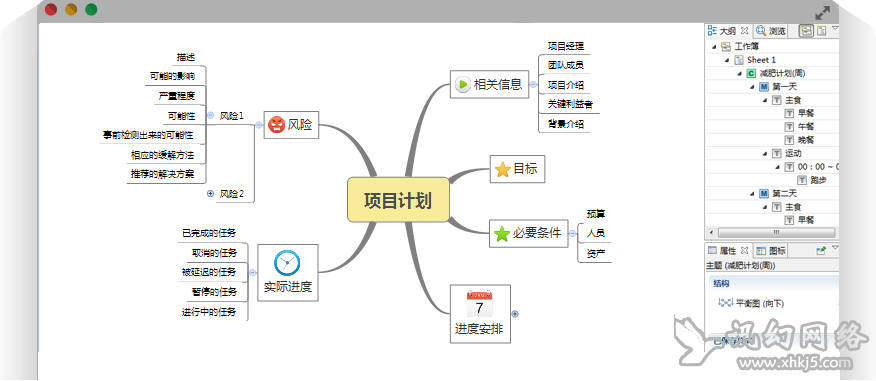 描述
可能的影响
严重程度
可能性
事前检测出来的可能性
相应的缓解方法
推荐的解决方案
风险1
风险2
风险
已完成的任务
取消的任务
被延迟的任务
暂停的任务
进行中的任务
实际进度
项目计划
相关信息
项目经理
团队成员
项目介绍
关键利益者
背景介绍
目标
必要条件
预算
人员
资产
7
进度安排
大纲
浏览
工作簿
Sheet 1
减肥计划(周)
第一天
主食
早餐
午餐
晚餐
运动
00：00 ~ 0
跑步
第二天
主食
早餐
属性
图标
主题 (减肥计划(周))
结构
平衡图 (向下)
讯幻网络
www.xhkj5.com